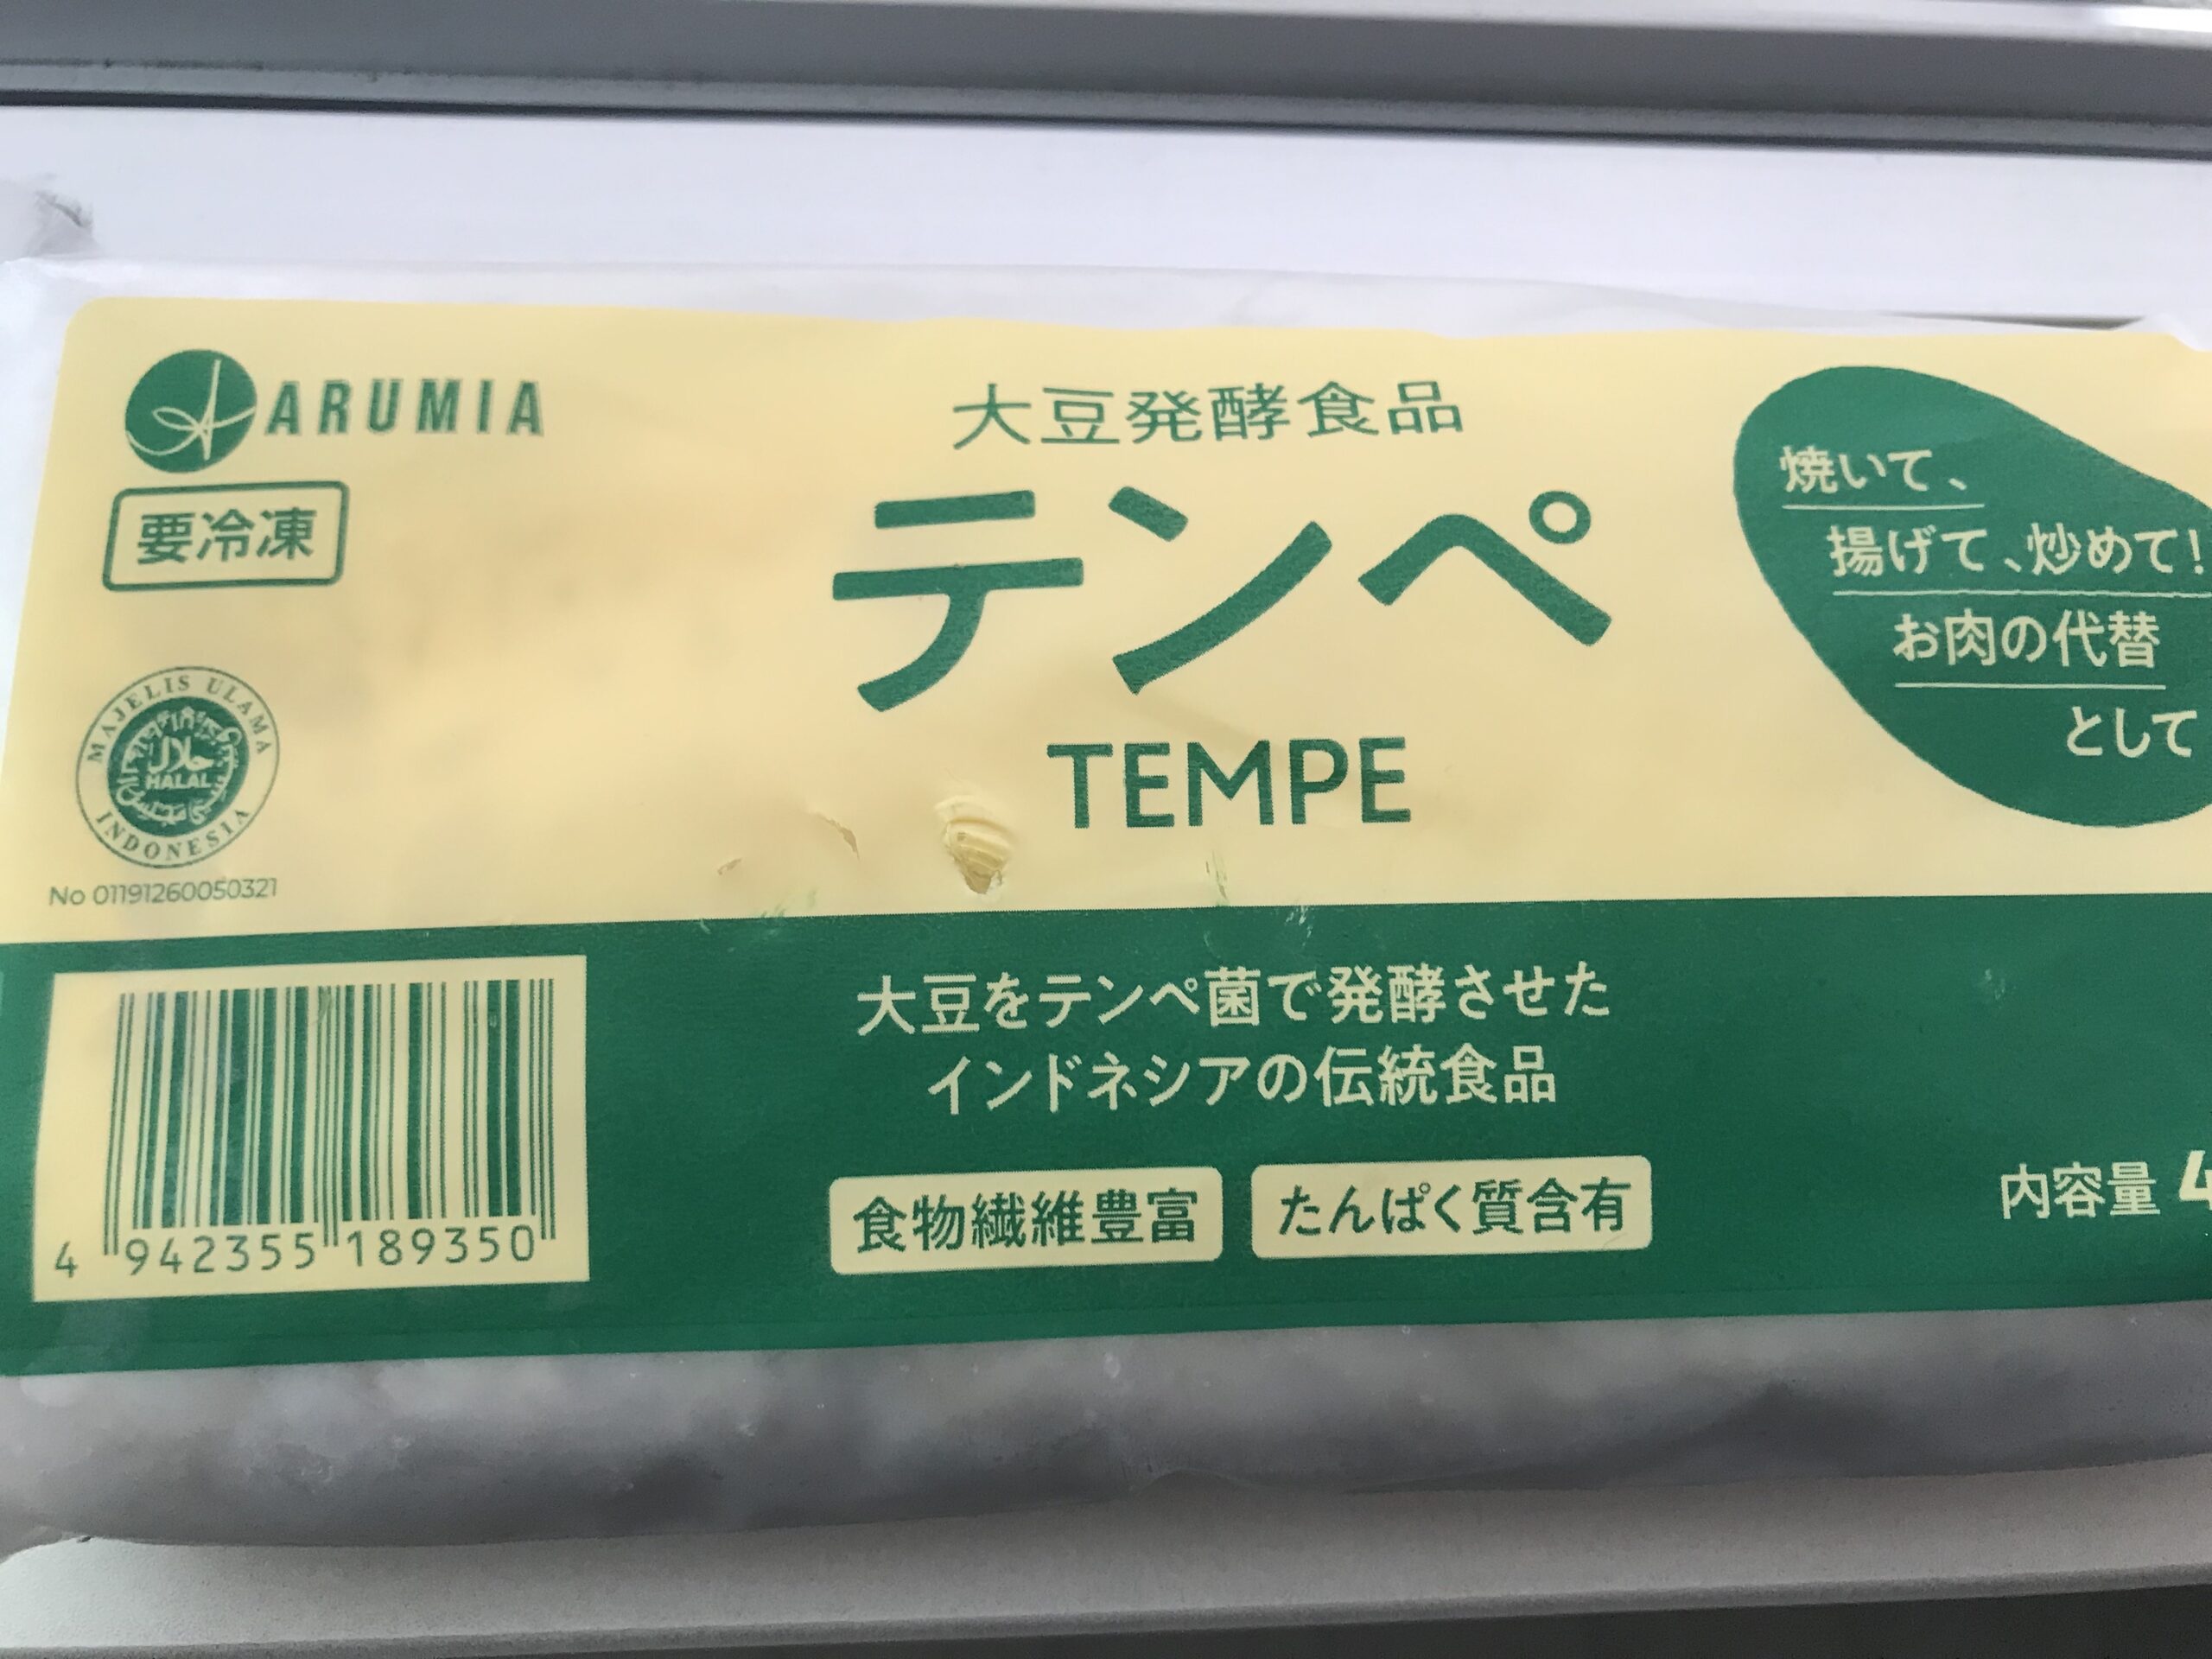 ARUMIA
要冷凍
大豆発酵食品
テンペ
TEMPE
焼いて、
揚げて、炒めて!
お肉の代替
として
MAJELIS ULAMA
حلال
HALAL
INDONESIA
No 01191260050321
大豆をテンペ菌で発酵させた
インドネシアの伝統食品
食物繊維豊富
たんぱく質含有
内容量 4
4 942355 189350